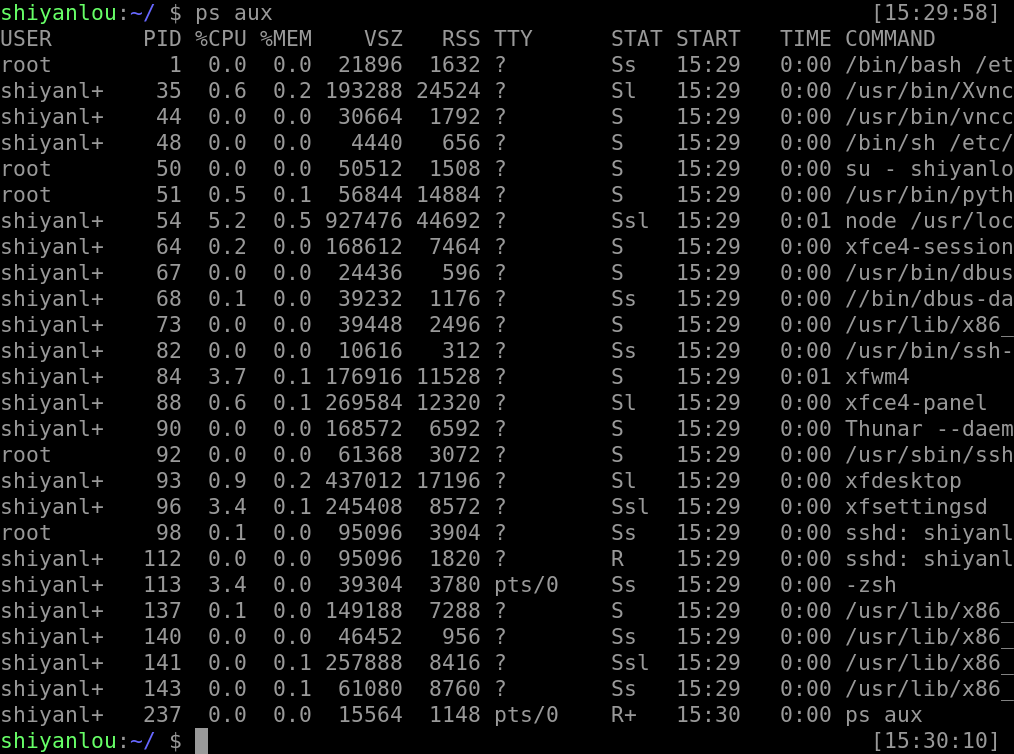 shiyanlou:~/ $ ps aux [15:29:58]
USER PID %CPU %MEM VSZ RSS TTY STAT START TIME COMMAND
root 1 0.0 0.0 21896 1632 ? Ss 15:29 0:00 /bin/bash /et
shiyanl+ 35 0.6 0.2 193288 24524 ? Sl 15:29 0:00 /usr/bin/Xvnc
shiyanl+ 44 0.0 0.0 30664 1792 ? S 15:29 0:00 /usr/bin/vncc
shiyanl+ 48 0.0 0.0 4440 656 ? S 15:29 0:00 /bin/sh /etc/
root 50 0.0 0.0 50512 1508 ? S 15:29 0:00 su - shiyanlo
root 51 0.5 0.1 56844 14884 ? S 15:29 0:00 /usr/bin/pyth
shiyanl+ 54 5.2 0.5 927476 44692 ? Ssl 15:29 0:01 node /usr/loc
shiyanl+ 64 0.2 0.0 168612 7464 ? S 15:29 0:00 xfce4-session
shiyanl+ 67 0.0 0.0 24436 596 ? S 15:29 0:00 /usr/bin/dbus
shiyanl+ 68 0.1 0.0 39232 1176 ? Ss 15:29 0:00 //bin/dbus-da
shiyanl+ 73 0.0 0.0 39448 2496 ? S 15:29 0:00 /usr/lib/x86_
shiyanl+ 82 0.0 0.0 10616 312 ? Ss 15:29 0:00 /usr/bin/ssh-
shiyanl+ 84 3.7 0.1 176916 11528 ? S 15:29 0:01 xfwm4
shiyanl+ 88 0.6 0.1 269584 12320 ? Sl 15:29 0:00 xfce4-panel
shiyanl+ 90 0.0 0.0 168572 6592 ? S 15:29 0:00 Thunar --daem
root 92 0.0 0.0 61368 3072 ? S 15:29 0:00 /usr/sbin/ssh
shiyanl+ 93 0.9 0.2 437012 17196 ? Sl 15:29 0:00 xfdesktop
shiyanl+ 96 3.4 0.1 245408 8572 ? Ssl 15:29 0:00 xfsettingsd
root 98 0.1 0.0 95096 3904 ? Ss 15:29 0:00 sshd: shiyanl
shiyanl+ 112 0.0 0.0 95096 1820 ? R 15:29 0:00 sshd: shiyanl
shiyanl+ 113 3.4 0.0 39304 3780 pts/0 Ss 15:29 0:00 -zsh
shiyanl+ 137 0.1 0.0 149188 7288 ? S 15:29 0:00 /usr/lib/x86_
shiyanl+ 140 0.0 0.0 46452 956 ? Ss 15:29 0:00 /usr/lib/x86_
shiyanl+ 141 0.0 0.1 257888 8416 ? Ssl 15:29 0:00 /usr/lib/x86_
shiyanl+ 143 0.0 0.1 61080 8760 ? Ss 15:29 0:00 /usr/lib/x86_
shiyanl+ 237 0.0 0.0 15564 1148 pts/0 R+ 15:30 0:00 ps aux
shiyanlou:~/ $ [15:30:10]